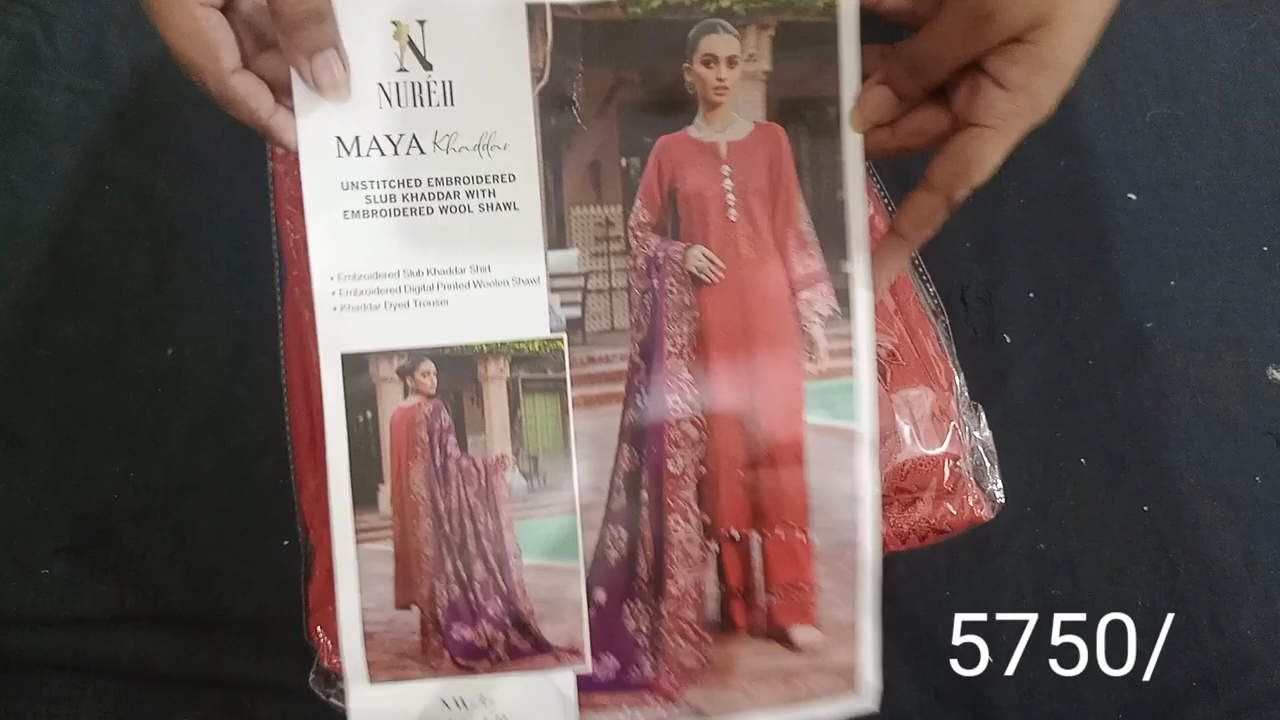 N
NURÉH
MAYA Khaddar
UNSTITCHED EMBROIDERED
SLUB KHADDAR WITH
EMBROIDERED WOOL SHAWL
• Embroidered Slub Khaddar Shirt
• Embroidered Digital Printed Woolen Shawl
• Khaddar Dyed Trouser
5750/